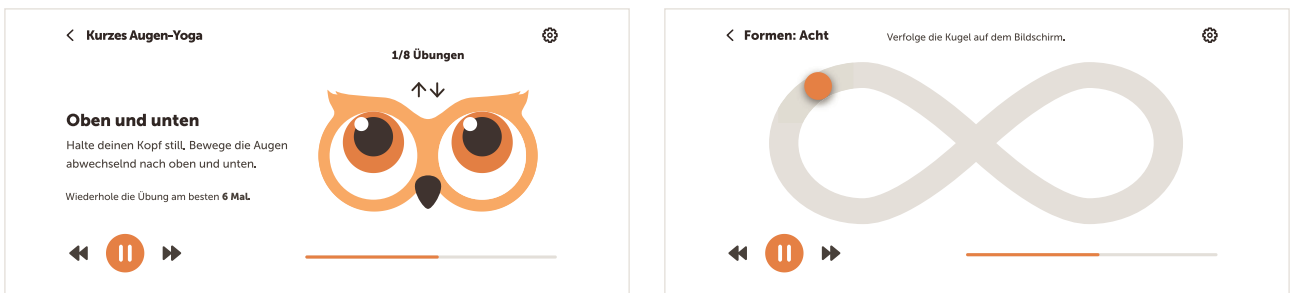 Kurzes Augen-Yoga
1/8 Übungen
Oben und unten
Halte deinen Kopf still. Bewege die Augen
abwechselnd nach oben und unten.
Wiederhole die Übung am besten 6 Mal.
Formen: Acht
Verfolge die Kugel auf dem Bildschirm.